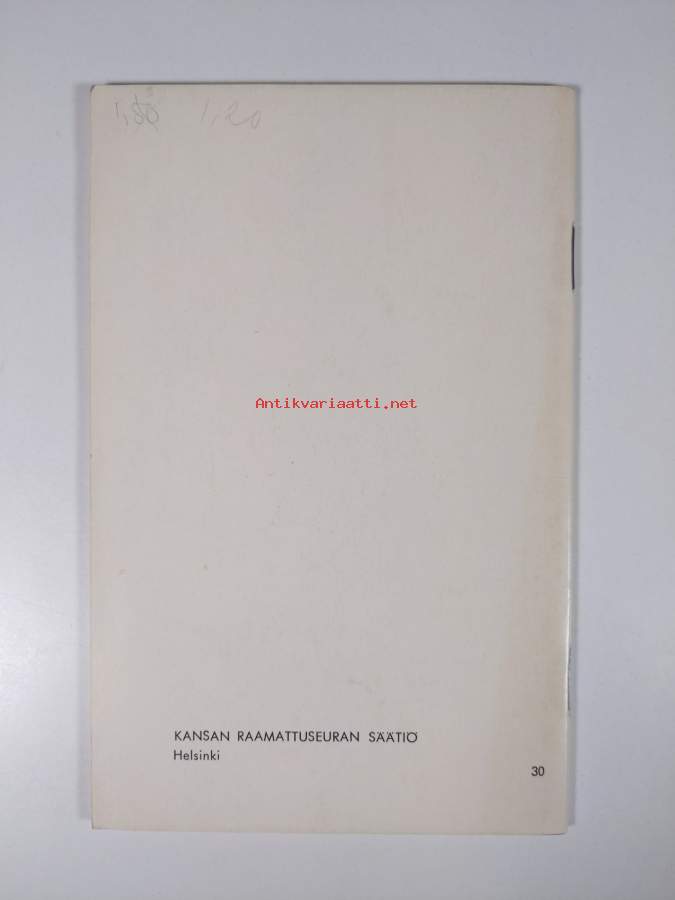 1,20
Antikvariaatti.net
KANSAN RAAMATTUSEURAN SÄÄTIÖ
Helsinki
30